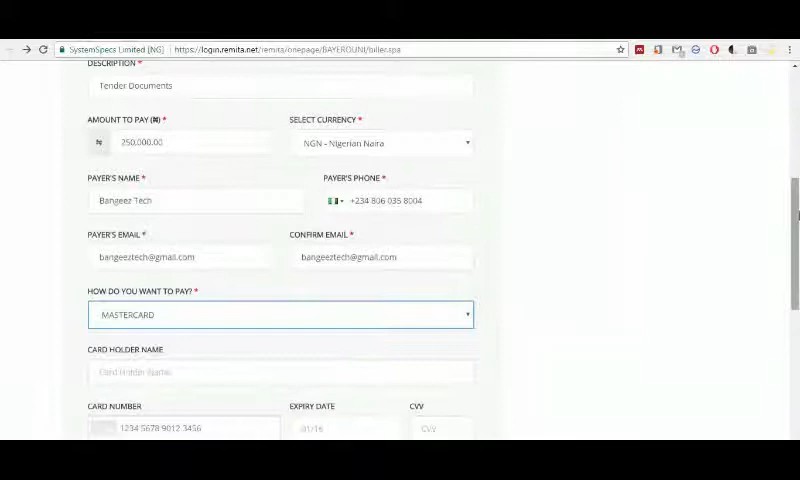 SystemSpecs Limited [NG] https://login.remita.net/remita/onepage/BAYEROUNI/biller.spa
DESCRIPTION *
Tender Documents
AMOUNT TO PAY (₦) * SELECT CURRENCY *
₦ 250,000.00 NGN - Nigerian Naira
PAYER'S NAME * PAYER'S PHONE *
Bangeez Tech +234 806 035 8004
PAYER'S EMAIL * CONFIRM EMAIL *
bangeeztech@gmail.com bangeeztech@gmail.com
HOW DO YOU WANT TO PAY? *
MASTERCARD
CARD HOLDER NAME
Card Holder Name
CARD NUMBER EXPIRY DATE CVV
1234 5678 9012 3456 01/16 CVV